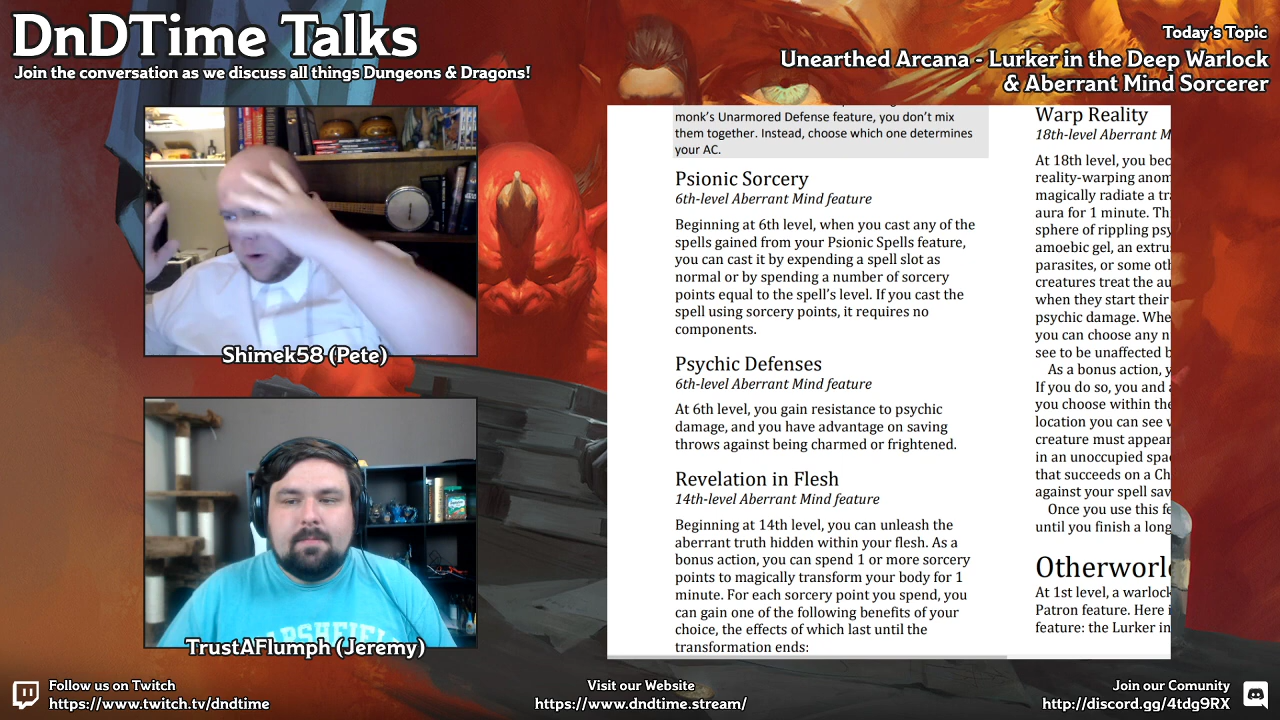 DnDTime Talks
Join the conversation as we discuss all things Dungeons & Dragons!
Today's Topic
Unearthed Arcana - Lurker in the Deep Warlock
& Aberrant Mind Sorcerer
Shimek58 (Pete)
TrustAFlumph (Jeremy)
monk's Unarmored Defense feature, you don't mix
them together. Instead, choose which one determines
your AC.
Psionic Sorcery
6th-level Aberrant Mind feature
Beginning at 6th level, when you cast any of the
spells gained from your Psionic Spells feature,
you can cast it by expending a spell slot as
normal or by spending a number of sorcery
points equal to the spell's level. If you cast the
spell using sorcery points, it requires no
components.
Psychic Defenses
6th-level Aberrant Mind feature
At 6th level, you gain resistance to psychic
damage, and you have advantage on saving
throws against being charmed or frightened.
Revelation in Flesh
14th-level Aberrant Mind feature
Beginning at 14th level, you can unleash the
aberrant truth hidden within your flesh. As a
bonus action, you can spend 1 or more sorcery
points to magically transform your body for 1
minute. For each sorcery point you spend, you
can gain one of the following benefits of your
choice, the effects of which last until the
transformation ends:
Warp Reality
18th-level Aberrant M
At 18th level, you bec
reality-warping anom
magically radiate a tr
aura for 1 minute. Th
sphere of rippling psy
amoebic gel, an extru
parasites, or some oth
creatures treat the au
when they start their
psychic damage. Whe
you can choose any n
see to be unaffected b
As a bonus action, y
If you do so, you and a
you choose within the
location you can see
creature must appear
in an unoccupied spac
that succeeds on a Ch
against your spell sav
Once you use this fe
until you finish a long
Otherworl
At 1st level, a warlock
Patron feature. Here i
feature: the Lurker in
Follow us on Twitch
https://www.twitch.tv/dndtime
Visit our Website
https://www.dndtime.stream/
Join our Comunity
http://discord.gg/4tdg9RX